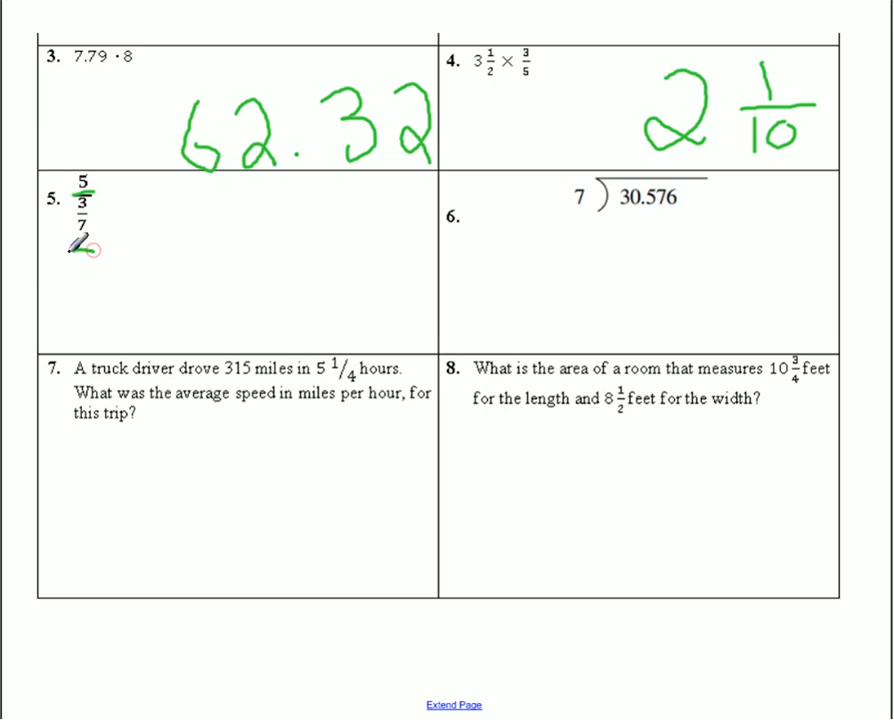 3. 7.79 · 8
62.32
4. 3 1/2 × 3/5
2 1/10
5. 5
3
7
6. 7 ) 30.576
7. A truck driver drove 315 miles in 5 1/4 hours.
What was the average speed in miles per hour, for
this trip?
8. What is the area of a room that measures 10 3/4 feet
for the length and 8 1/2 feet for the width?
Extend Page